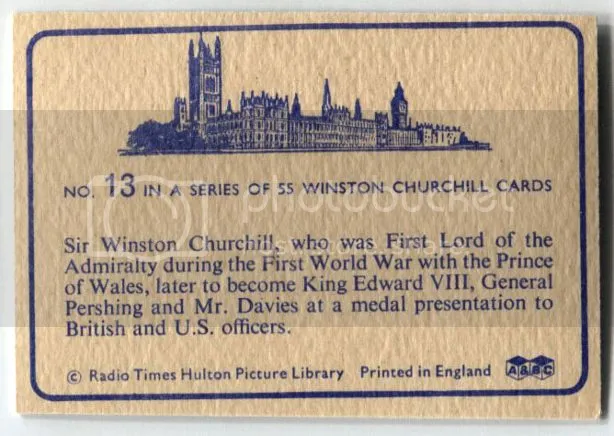 NO. 13 IN A SERIES OF 55 WINSTON CHURCHILL CARDS
Sir Winston Churchill, who was First Lord of the
Admiralty during the First World War with the Prince
of Wales, later to become King Edward VIII, General
Pershing and Mr. Davies at a medal presentation to
British and U.S. officers.
© Radio Times Hulton Picture Library Printed in England A&BC
photobucket